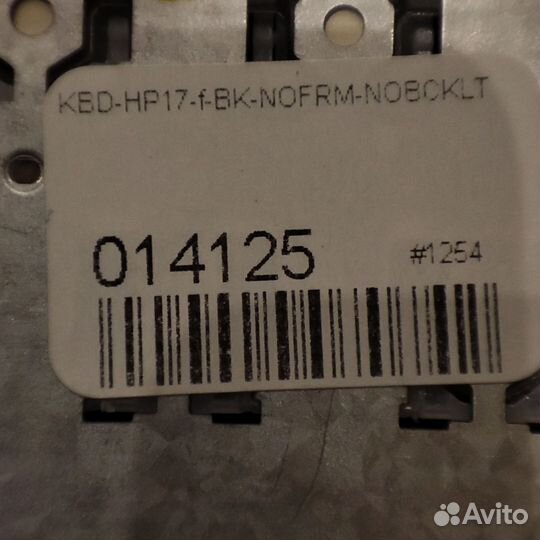 KBD-HP17-f-BK-NOFRM-NOBCKLT
014125
#1254
Avito